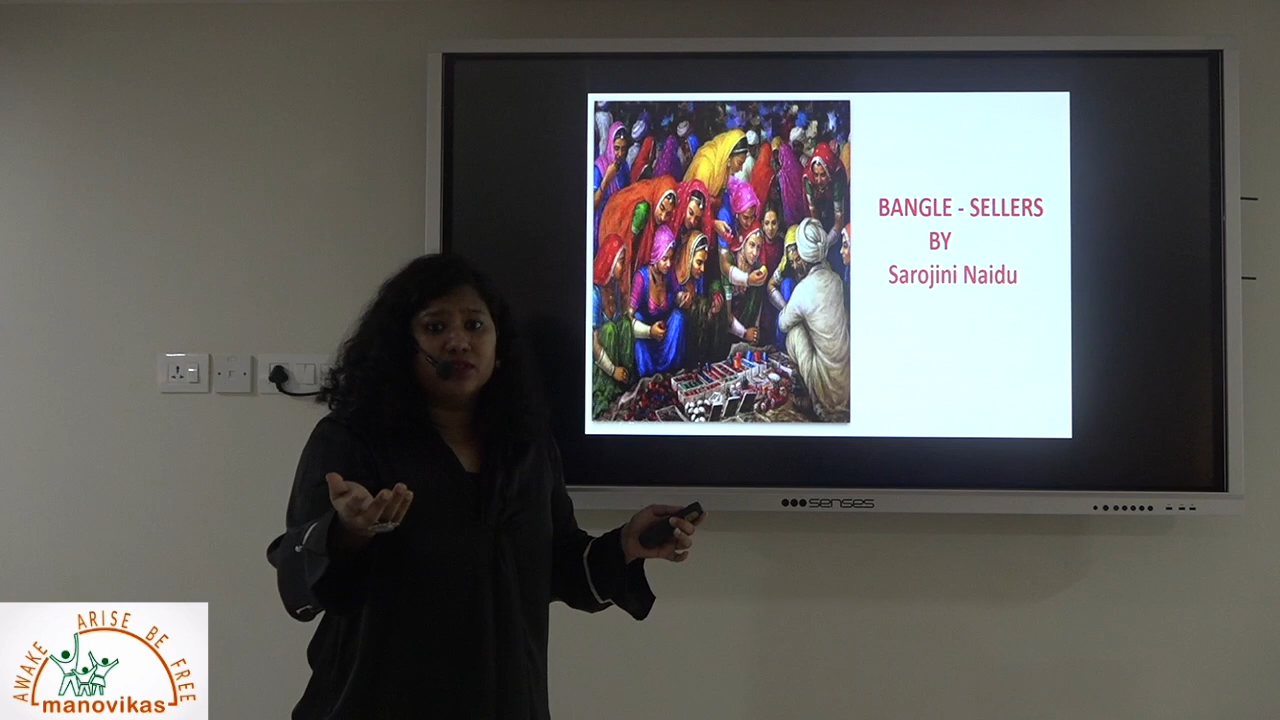 BANGLE - SELLERS
BY
Sarojini Naidu
senses
AWAKE ARISE BE FREE
manovikas